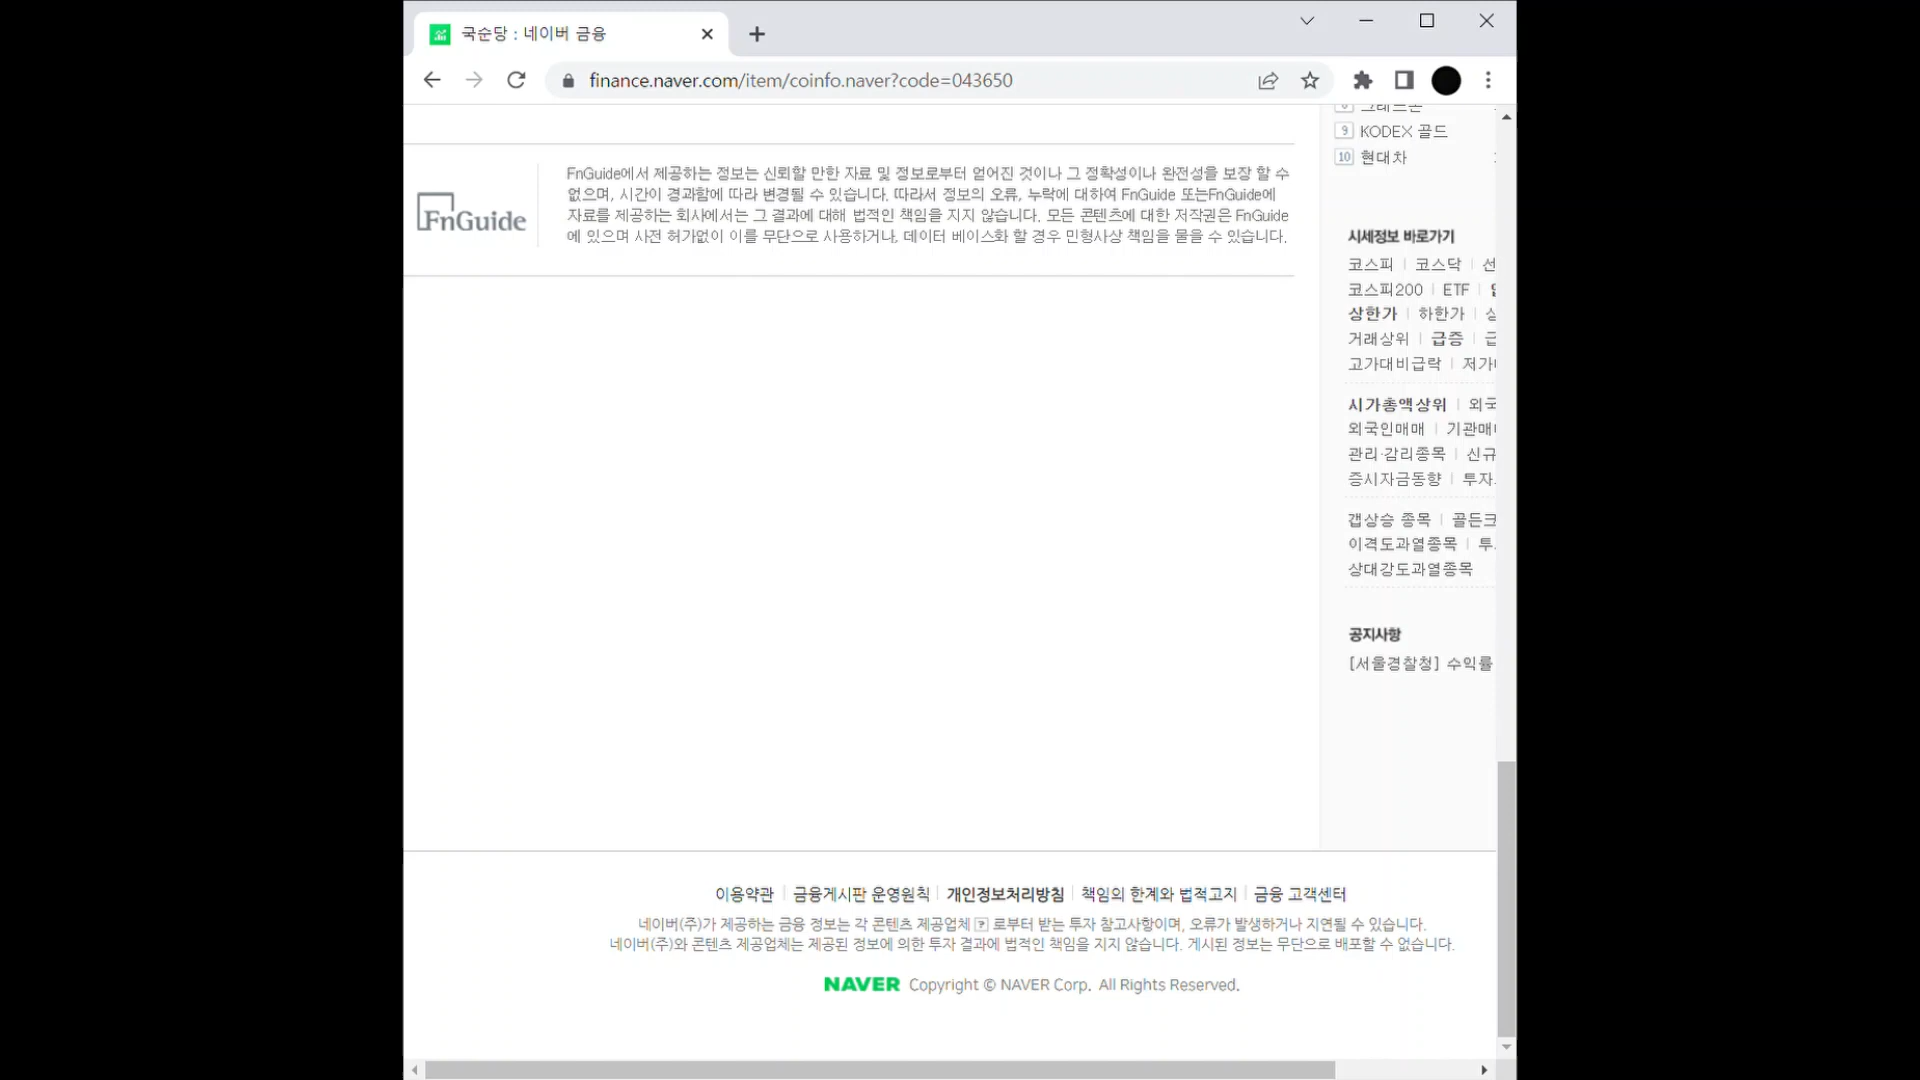 국순당 : 네이버 금융
finance.naver.com/item/coinfo.naver?code=043650
9 KODEX 골드
10 현대차
FnGuide
FnGuide에서 제공하는 정보는 신뢰할 만한 자료 및 정보로부터 얻어진 것이나 그 정확성이나 완전성을 보장 할 수
없으며, 시간이 경과함에 따라 변경될 수 있습니다. 따라서 정보의 오류, 누락에 대하여 FnGuide 또는FnGuide에
자료를 제공하는 회사에서는 그 결과에 대해 법적인 책임을 지지 않습니다. 모든 콘텐츠에 대한 저작권은 FnGuide
에 있으며 사전 허가없이 이를 무단으로 사용하거나, 데이터 베이스화 할 경우 민형사상 책임을 물을 수 있습니다.
시세정보 바로가기
코스피 | 코스닥 | 선
코스피200 | ETF |
상한가 | 하한가 |
거래상위 | 급증 | 급
고가대비급락 | 저가
시가총액상위 | 외국
외국인매매 | 기관매
관리·감리종목 | 신규
증시자금동향 | 투자
갭상승 종목 | 골든크
이격도과열종목 | 투
상대강도과열종목
공지사항
[서울경찰청] 수익률
이용약관 | 금융게시판 운영원칙 | 개인정보처리방침 | 책임의 한계와 법적고지 | 금융 고객센터
네이버(주)가 제공하는 금융 정보는 각 콘텐츠 제공업체 ? 로부터 받는 투자 참고사항이며, 오류가 발생하거나 지연될 수 있습니다.
네이버(주)와 콘텐츠 제공업체는 제공된 정보에 의한 투자 결과에 법적인 책임을 지지 않습니다. 게시된 정보는 무단으로 배포할 수 없습니다.
NAVER Copyright © NAVER Corp. All Rights Reserved.